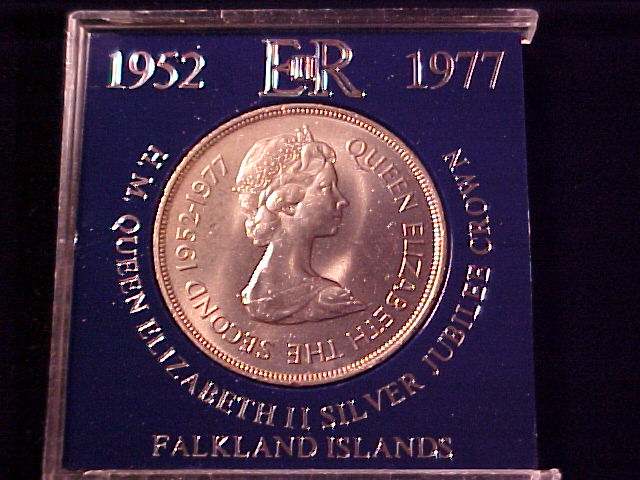 1952 EIIR 1977
H.M. QUEEN ELIZABETH II SILVER JUBILEE CROWN
FALKLAND ISLANDS
QUEEN ELIZABETH THE SECOND 1952-1977